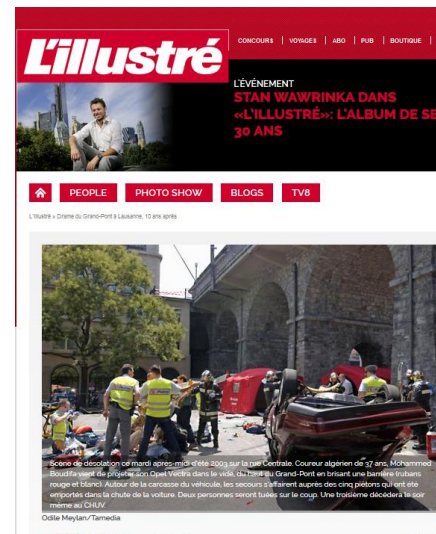 L'illustré
CONCOURS | VOYAGES | ABO | PUB | BOUTIQUE |
L'ÉVÉNEMENT
STAN WAWRINKA DANS
«L'ILLUSTRÉ»: L'ALBUM DE SE
30 ANS
PEOPLE
PHOTO SHOW
BLOGS
TV8
L'illustré » Drame du Grand-Pont à Lausanne, 10 ans après
Scène de désolation ce mardi après-midi d'été 2003 sur la rue Centrale. Coureur algérien de 37 ans, Mohammed
Boudifa vient de projeter son Opel Vectra dans le vide, du haut du Grand-Pont en brisant une barrière (rubans
rouge et blanc). Autour de la carcasse du véhicule, les secours s'affairent auprès des cinq piétons qui ont été
emportés dans la chute de la voiture. Deux personnes seront tuées sur le coup. Une troisième décédera le soir
même au CHUV.
Odile Meylan/Tamedia